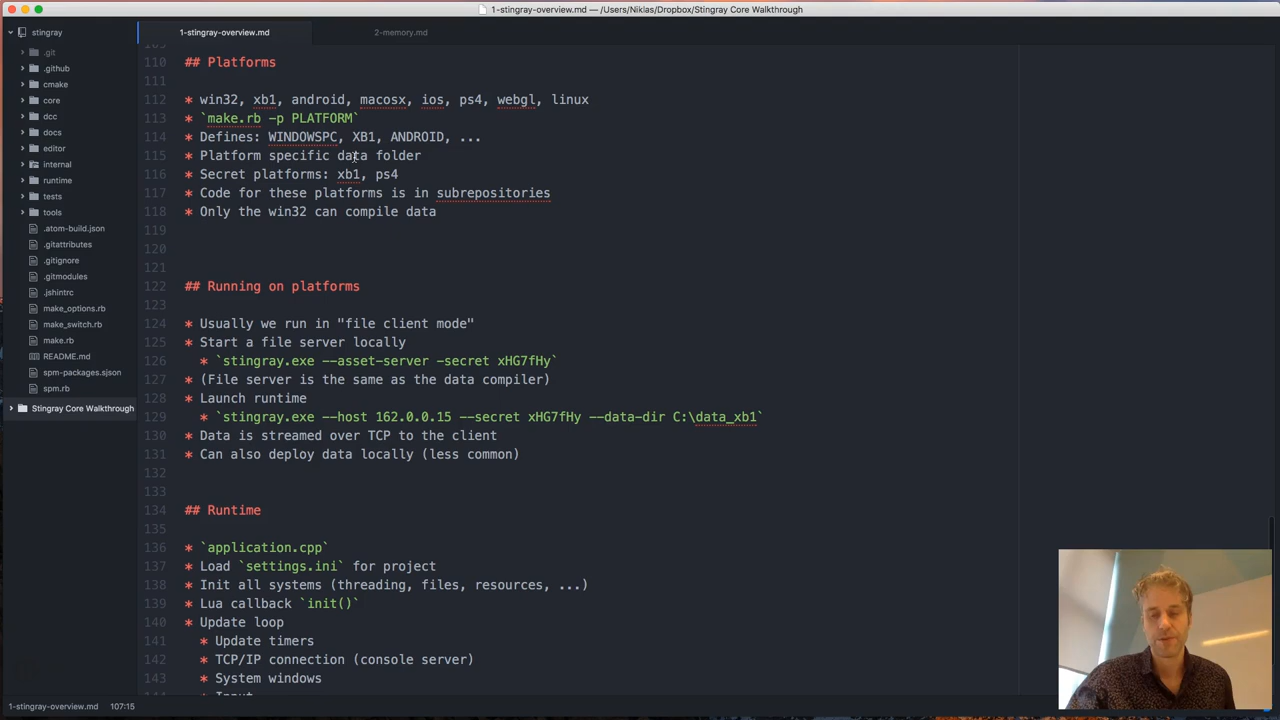 1-stingray-overview.md — /Users/Niklas/Dropbox/Stingray Core Walkthrough
stingray
.git
.github
cmake
core
dcc
docs
editor
internal
runtime
tests
tools
.atom-build.json
.gitattributes
.gitignore
.gitmodules
.jshintrc
make_options.rb
make_switch.rb
make.rb
README.md
spm-packages.sjson
spm.rb
Stingray Core Walkthrough
1-stingray-overview.md
2-memory.md
110 ## Platforms
111
112 * win32, xb1, android, macosx, ios, ps4, webgl, linux
113 * `make.rb -p PLATFORM`
114 * Defines: WINDOWSPC, XB1, ANDROID, ...
115 * Platform specific data folder
116 * Secret platforms: xb1, ps4
117 * Code for these platforms is in subrepositories
118 * Only the win32 can compile data
119
120
121
122 ## Running on platforms
123
124 * Usually we run in "file client mode"
125 * Start a file server locally
126 * `stingray.exe --asset-server -secret xHG7fHy`
127 * (File server is the same as the data compiler)
128 * Launch runtime
129 * `stingray.exe --host 162.0.0.15 --secret xHG7fHy --data-dir C:\data_xb1`
130 * Data is streamed over TCP to the client
131 * Can also deploy data locally (less common)
132
133
134 ## Runtime
135
136 * `application.cpp`
137 * Load `settings.ini` for project
138 * Init all systems (threading, files, resources, ...)
139 * Lua callback `init()`
140 * Update loop
141 * Update timers
142 * TCP/IP connection (console server)
143 * System windows
1-stingray-overview.md 107:15